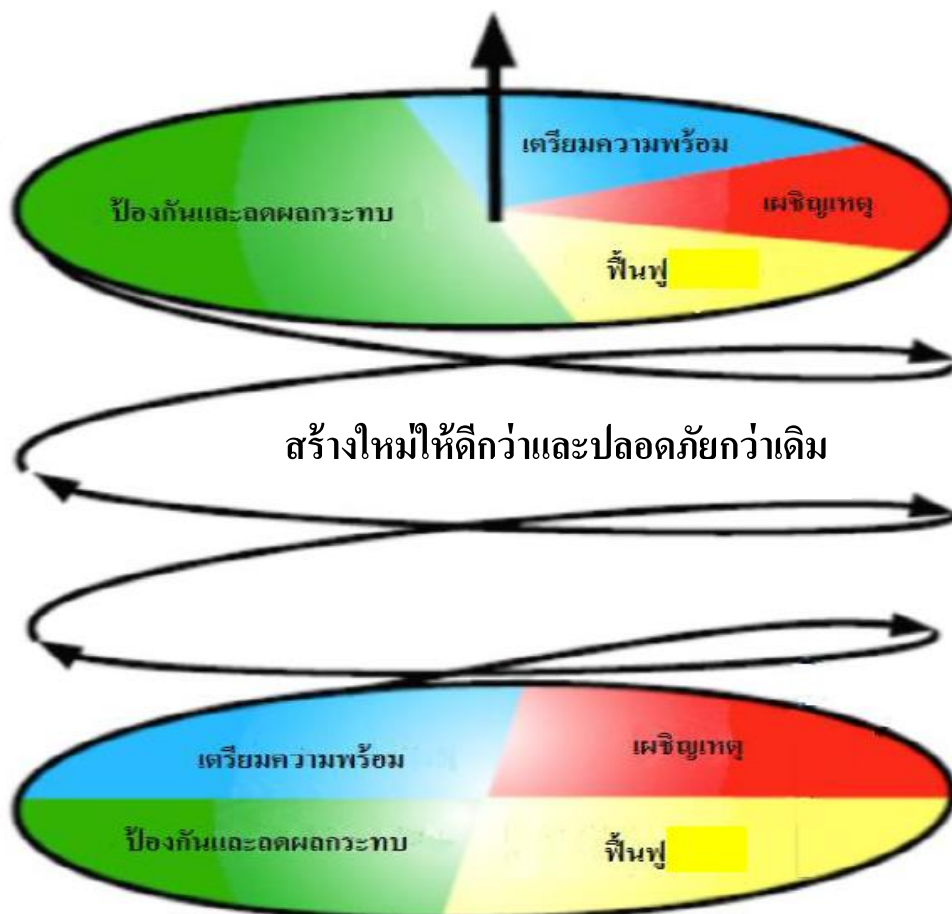 เตรียมความพร้อม
เผชิญเหตุ
ป้องกันและลดผลกระทบ
ฟื้นฟู
สร้างใหม่ให้ดีกว่าและปลอดภัยกว่าเดิม
เตรียมความพร้อม
เผชิญเหตุ
ป้องกันและลดผลกระทบ
ฟื้นฟู